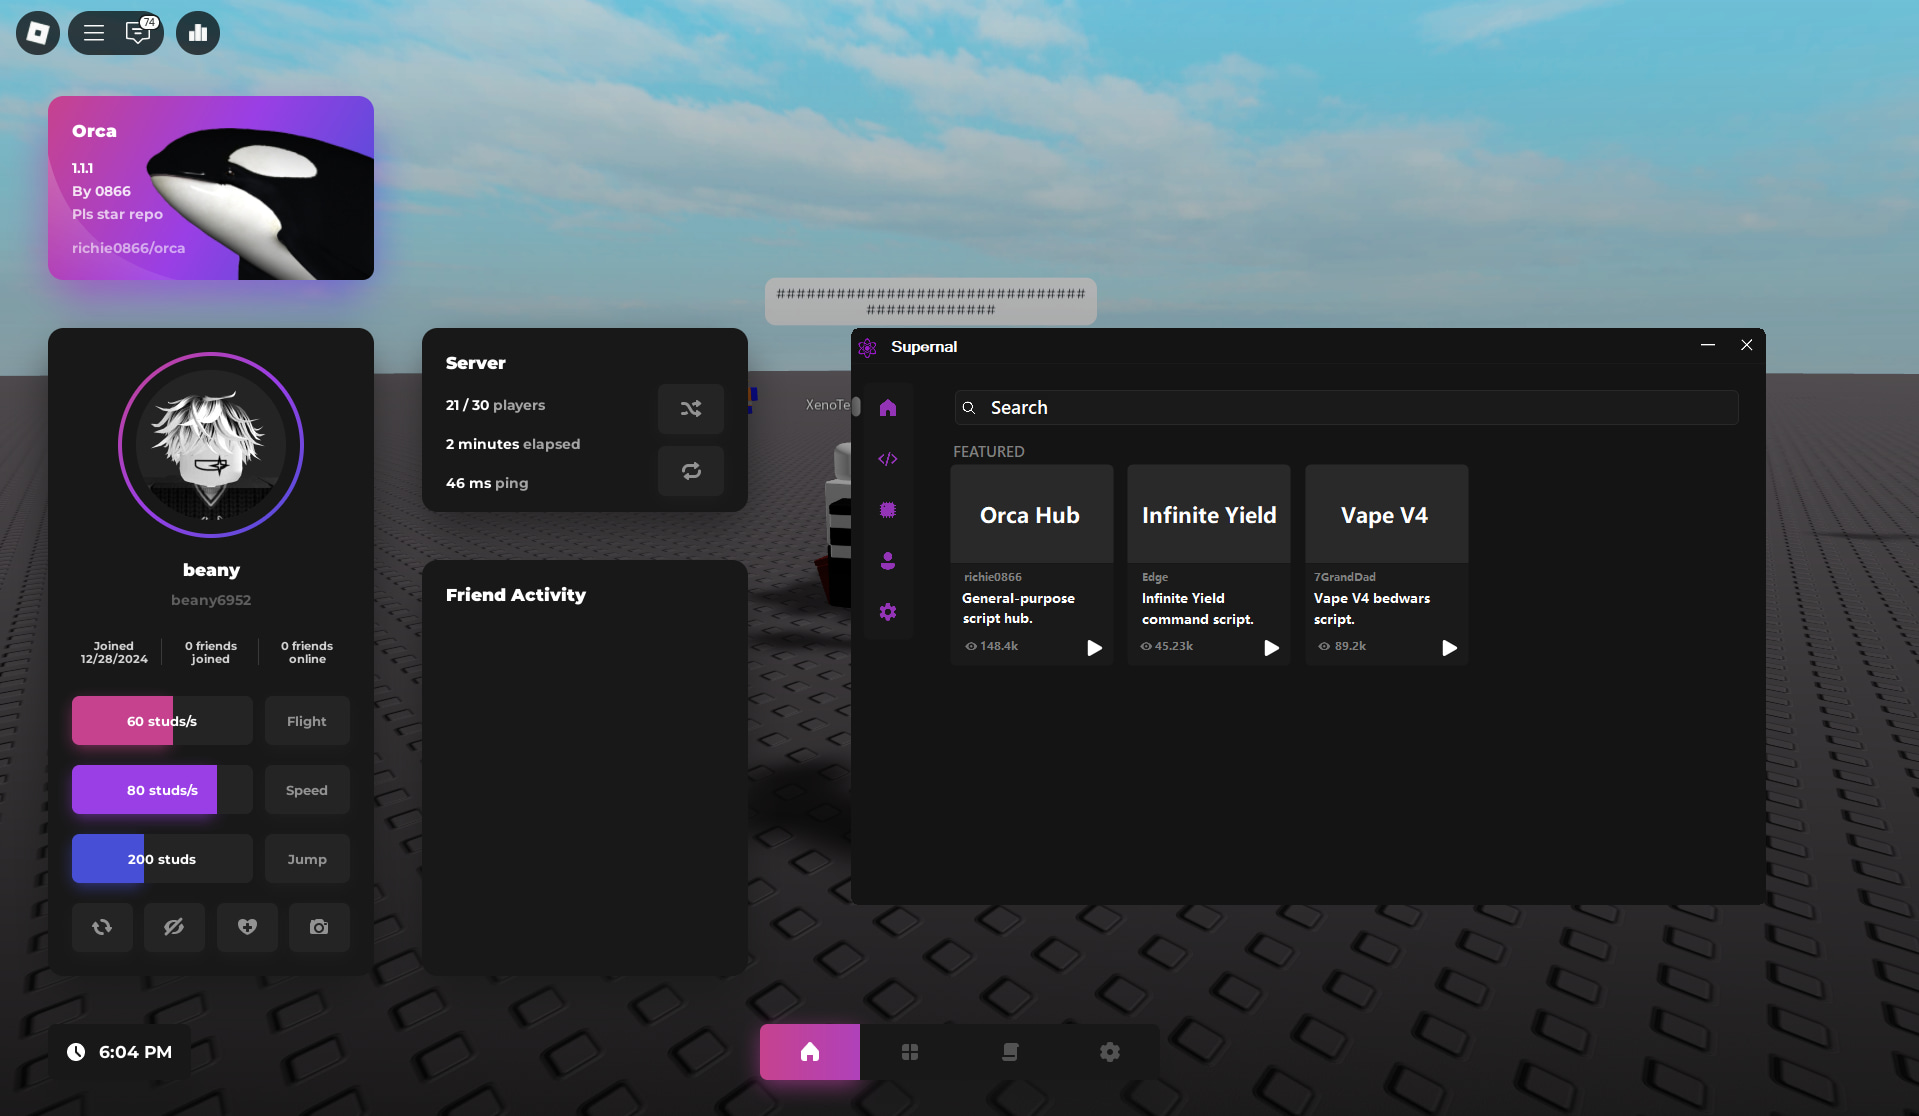 74
Orca
1.1.1
By 0866
Pls star repo
richie0866/orca
###############################
#############
Server
21 / 30 players
2 minutes elapsed
46 ms ping
XenoTe
beany
beany6952
Joined
12/28/2024
0 friends
joined
0 friends
online
60 studs/s
Flight
80 studs/s
Speed
200 studs
Jump
Friend Activity
Supernal
Search
FEATURED
Orca Hub
richie0866
General-purpose
script hub.
148.4k
Infinite Yield
Edge
Infinite Yield
command script.
45.23k
Vape V4
7GrandDad
Vape V4 bedwars
script.
89.2k
6:04 PM